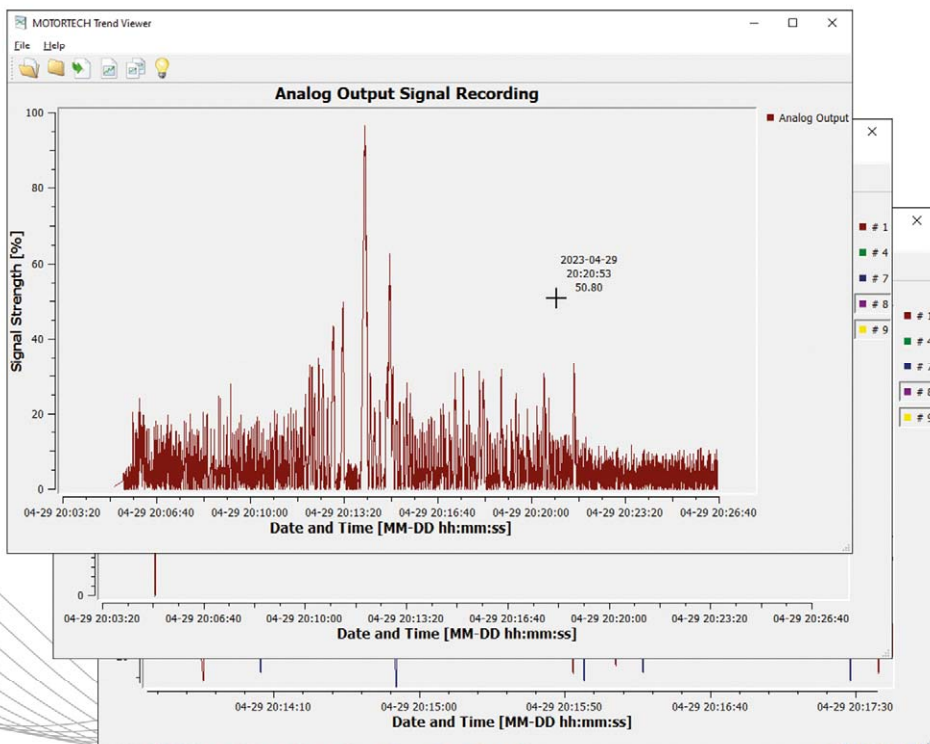 MOTORTECH Trend Viewer
File Help
Analog Output Signal Recording
Analog Output
Signal Strength [%]
100
80
60
40
20
0
2023-04-29
20:20:53
50.80
04-29 20:03:20 04-29 20:06:40 04-29 20:10:00 04-29 20:13:20 04-29 20:16:40 04-29 20:20:00 04-29 20:23:20 04-29 20:26:40
Date and Time [MM-DD hh:mm:ss]
# 1
# 4
# 7
# 8
# 9
0
04-29 20:03:20 04-29 20:06:40 04-29 20:10:00 04-29 20:13:20 04-29 20:16:40 04-29 20:20:00 04-29 20:23:20 04-29 20:26:40
Date and Time [MM-DD hh:mm:ss]
# 1
# 4
# 7
# 8
# 9
04-29 20:14:10 04-29 20:15:00 04-29 20:15:50 04-29 20:16:40 04-29 20:17:30
Date and Time [MM-DD hh:mm:ss]